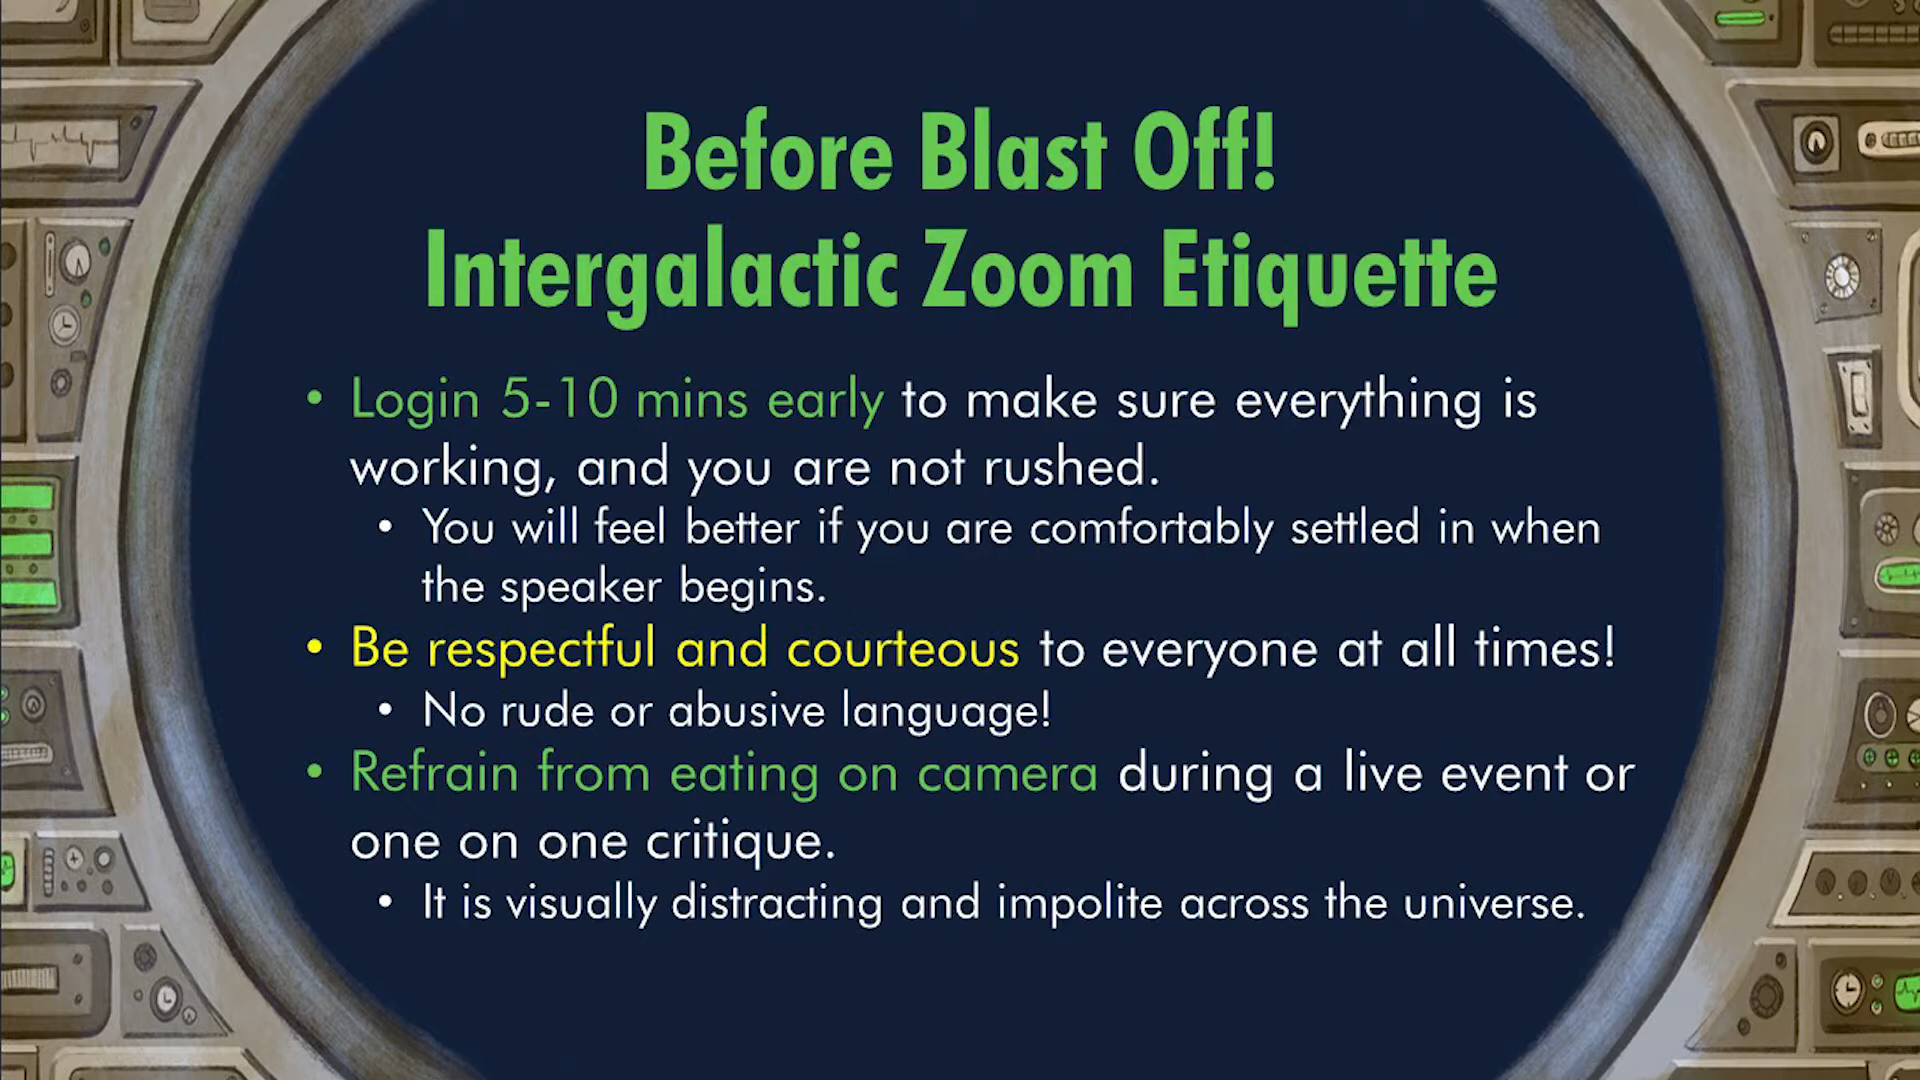 Before Blast Off!
Intergalactic Zoom Etiquette
• Login 5-10 mins early to make sure everything is
working, and you are not rushed.
• You will feel better if you are comfortably settled in when
the speaker begins.
• Be respectful and courteous to everyone at all times!
• No rude or abusive language!
• Refrain from eating on camera during a live event or
one on one critique.
• It is visually distracting and impolite across the universe.